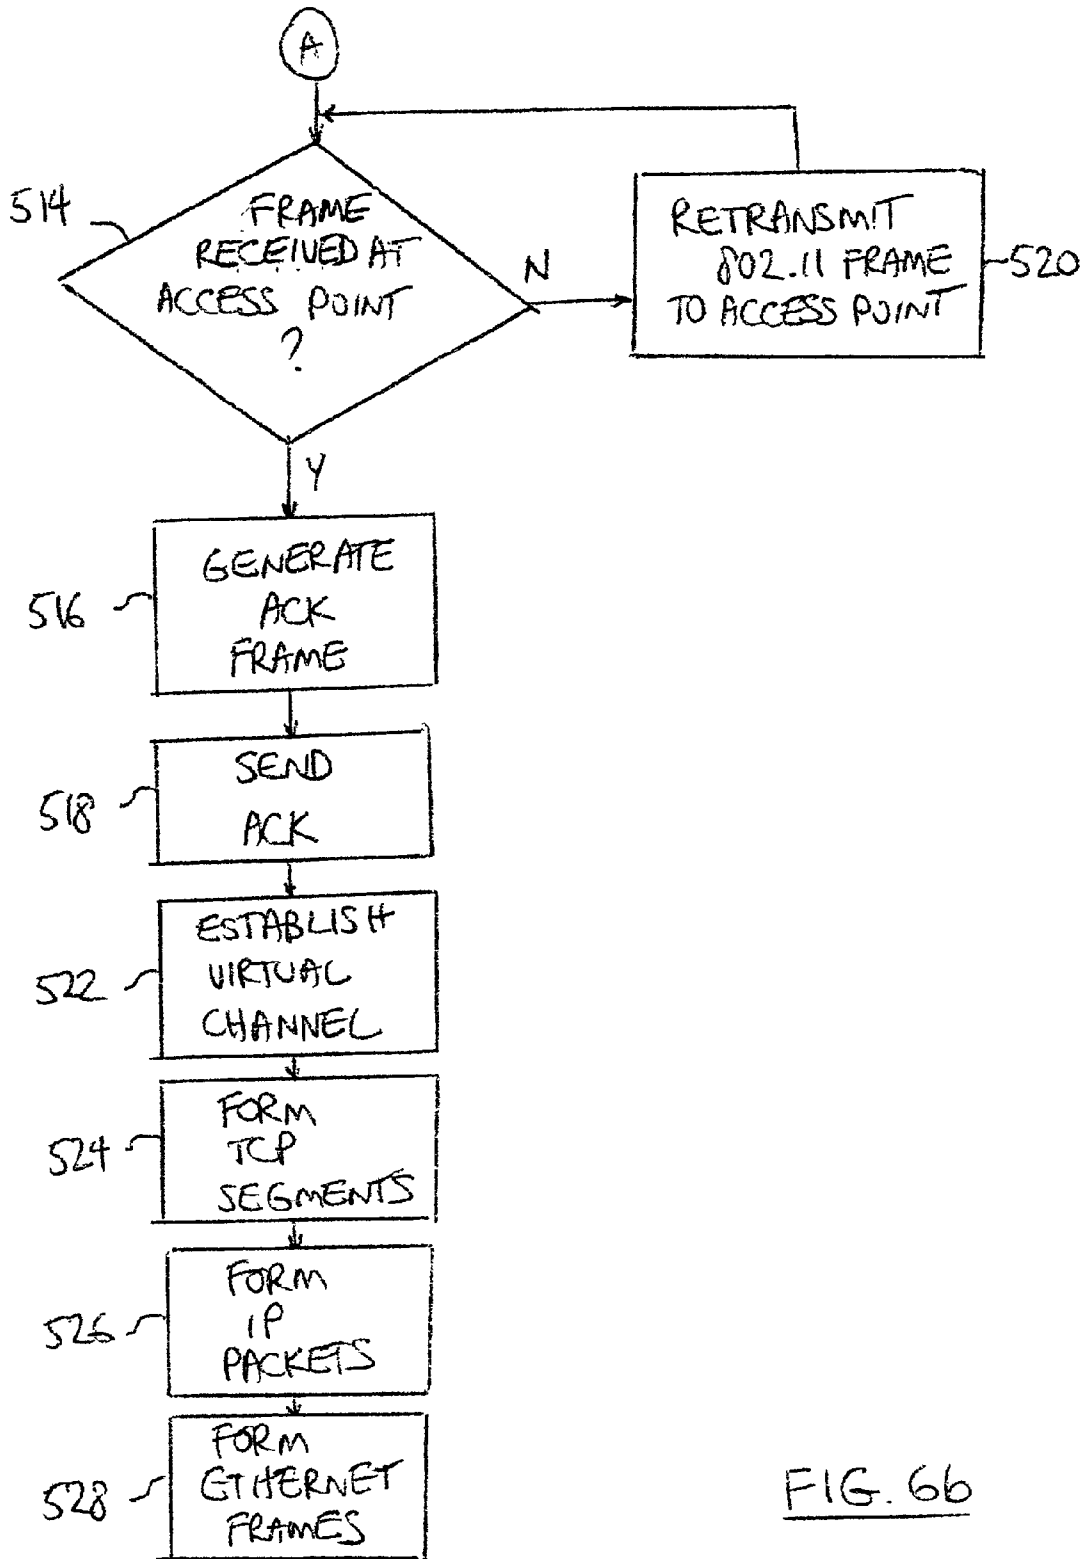 A
514
FRAME
RECEIVED AT
ACCESS POINT
?
N
RETRANSMIT
802.11 FRAME
TO ACCESS POINT
520
Y
516
GENERATE
ACK
FRAME
518
SEND
ACK
522
ESTABLISH
VIRTUAL
CHANNEL
524
FORM
TCP
SEGMENTS
526
FORM
IP
PACKETS
528
FORM
ETHERNET
FRAMES
FIG. 6b